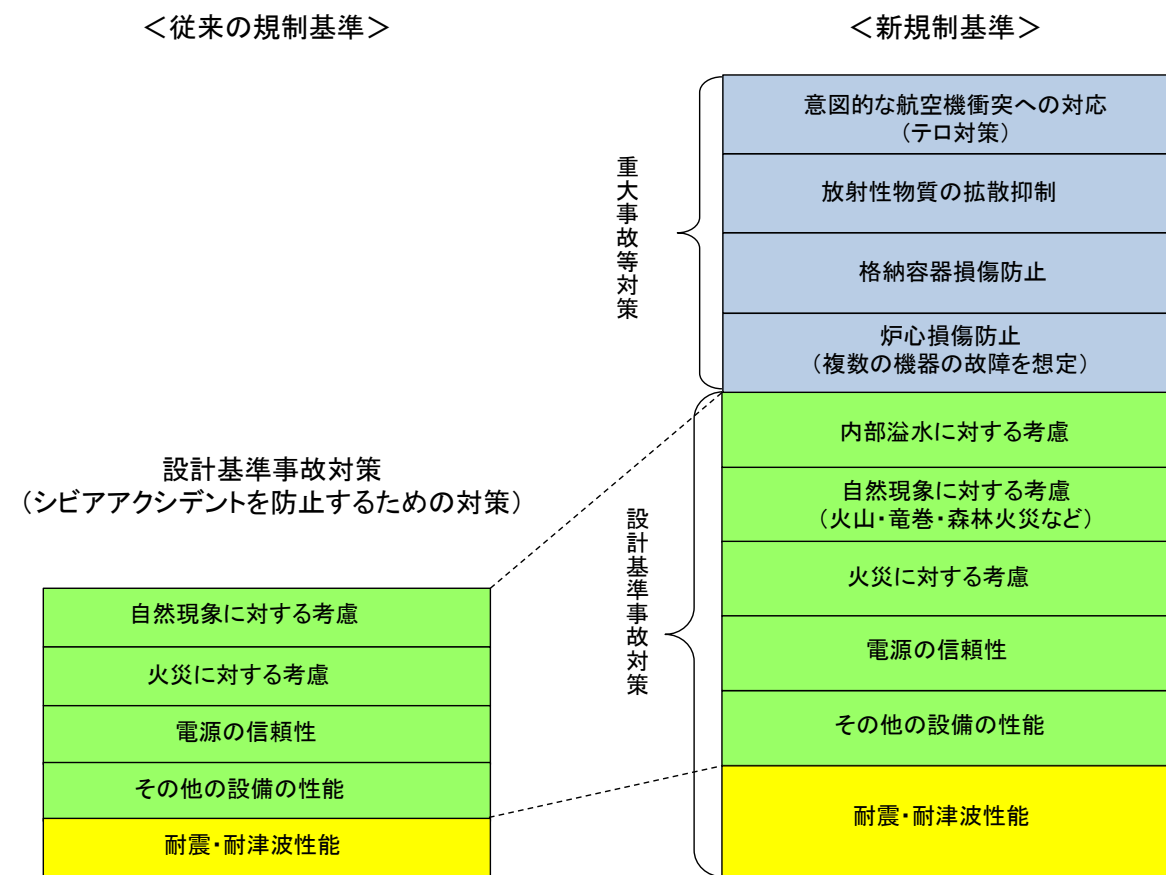 ＜従来の規制基準＞
設計基準事故対策
（シビアアクシデントを防止するための対策）
自然現象に対する考慮
火災に対する考慮
電源の信頼性
その他の設備の性能
耐震・耐津波性能
＜新規制基準＞
重大事故等対策
意図的な航空機衝突への対応
（テロ対策）
放射性物質の拡散抑制
格納容器損傷防止
炉心損傷防止
（複数の機器の故障を想定）
設計基準事故対策
内部溢水に対する考慮
自然現象に対する考慮
（火山・竜巻・森林火災など）
火災に対する考慮
電源の信頼性
その他の設備の性能
耐震・耐津波性能